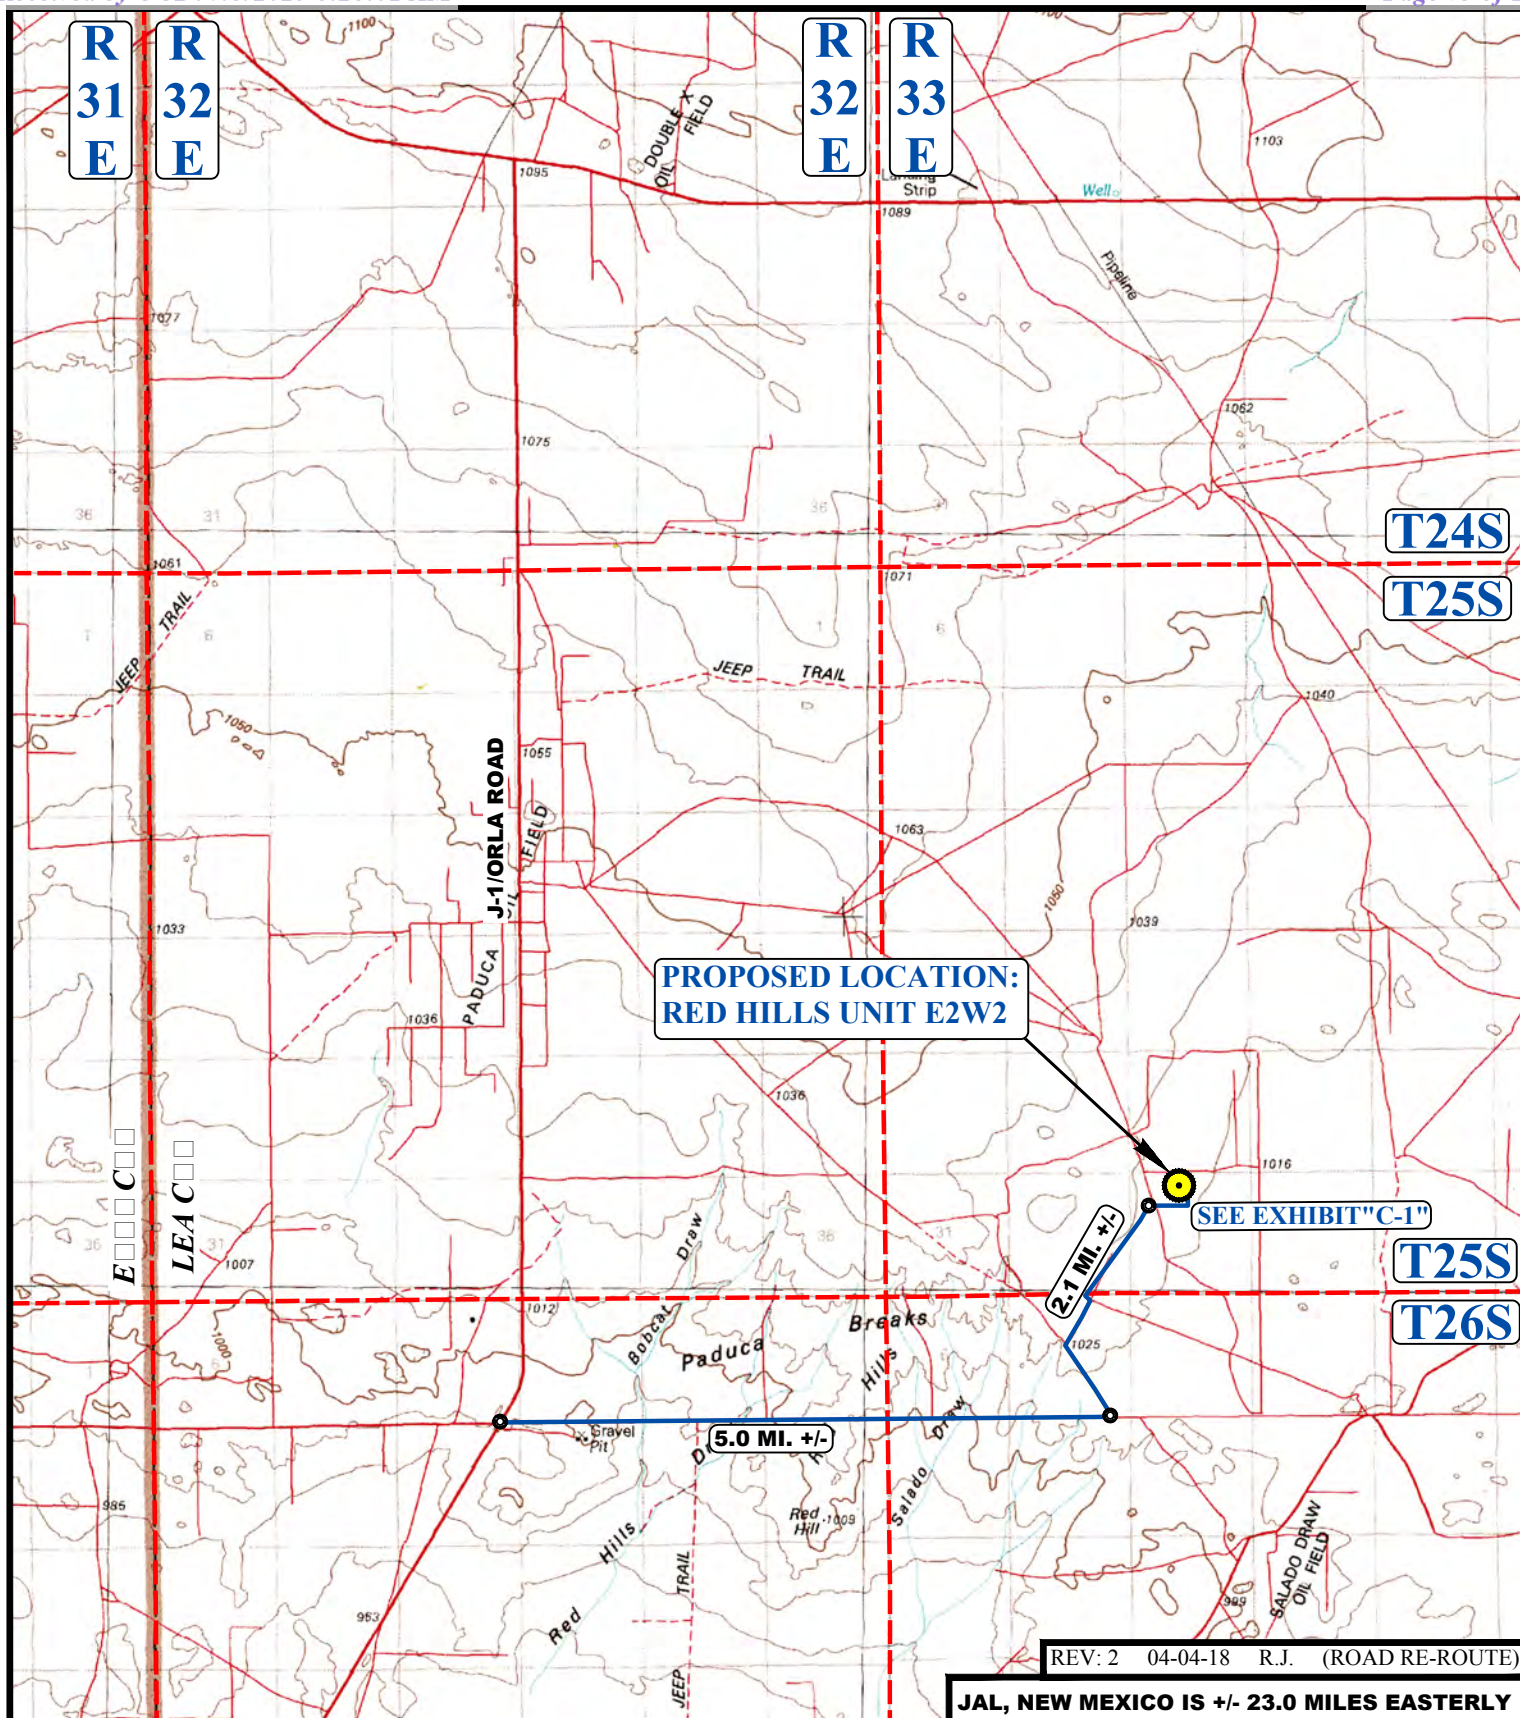 R
31
E
R
32
E
R
32
E
R
33
E
1100
DOUBLE X
OIL FIELD
1095
1103
Landing
Strip
Well
1089
1077
Pipeline
1062
1075
36
31
36
31
T24S
1061
1071
T25S
JEEP TRAIL
1
6
1
6
JEEP TRAIL
1040
1050
1055
J-1/ORLA ROAD
FIELD
OIL
PADUCA
1063
1050
1033
1039
PROPOSED LOCATION:
RED HILLS UNIT E2W2
1036
1036
1016
SEE EXHIBIT"C-1"
2.1 MI. +/-
LEA C
36
31
36
31
1007
Draw
Bobcat
T25S
T26S
1012
1000
6
Paduca Breaks
1025
Hills
Draw
Salado
Gravel
Pit
5.0 MI. +/-
985
Red
Hill
1009
Red Hills
TRAIL
JEEP
SALADO DRAW
OIL FIELD
999
963
REV: 2 04-04-18 R.J. (ROAD RE-ROUTE)
JAL, NEW MEXICO IS +/- 23.0 MILES EASTERLY